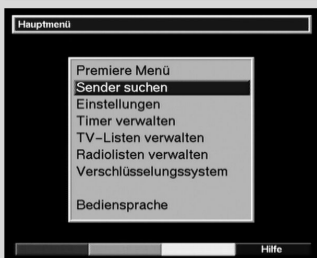 Hauptmenü
Premiere Menü
Sender suchen
Einstellungen
Timer verwalten
TV-Listen verwalten
Radiolisten verwalten
Verschlüsselungssystem
Bediensprache
Hilfe